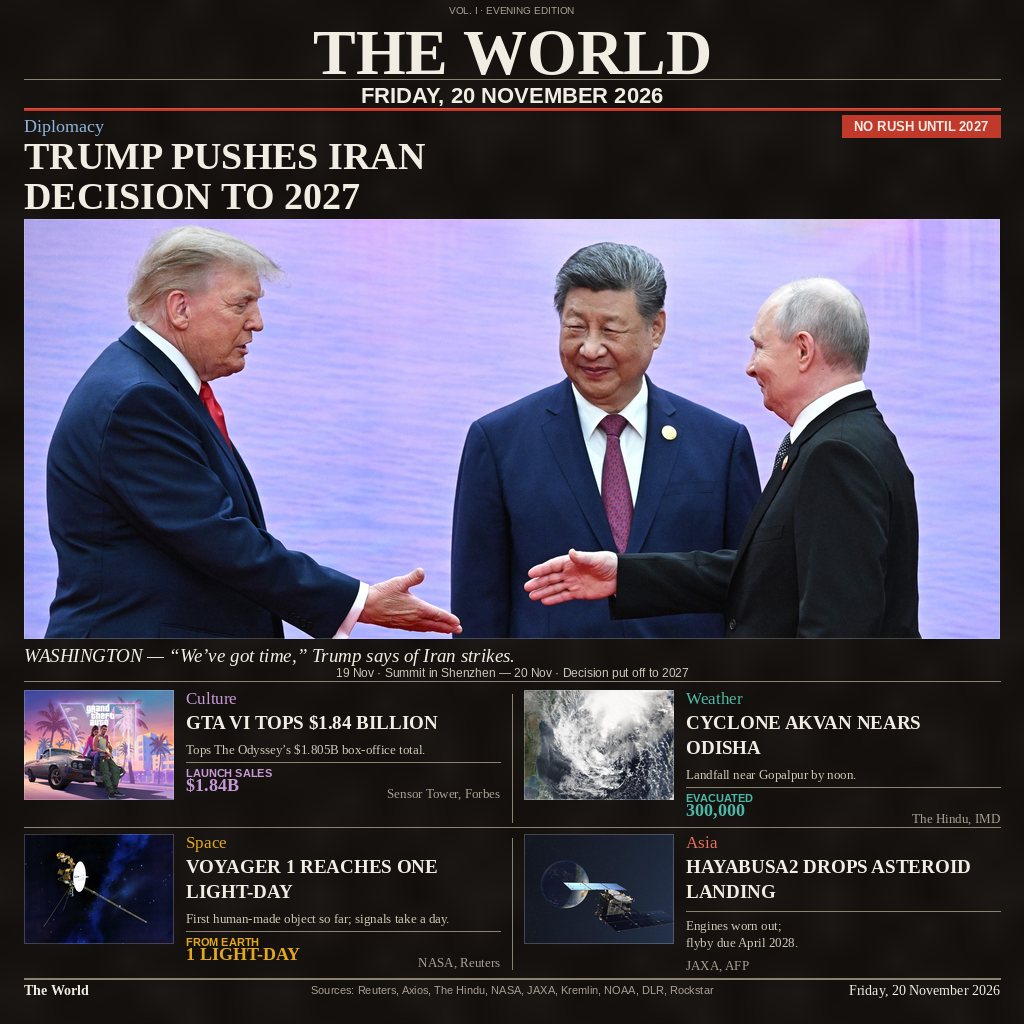 VOL. I · EVENING EDITION
THE WORLD
FRIDAY, 20 NOVEMBER 2026
Diplomacy
NO RUSH UNTIL 2027
TRUMP PUSHES IRAN
DECISION TO 2027
WASHINGTON — “We’ve got time,” Trump says of Iran strikes.
19 Nov · Summit in Shenzhen — 20 Nov · Decision put off to 2027
grand
theft
auto
Culture
GTA VI TOPS $1.84 BILLION
Tops The Odyssey’s $1.805B box-office total.
LAUNCH SALES
$1.84B
Sensor Tower, Forbes
Weather
CYCLONE AKVAN NEARS
ODISHA
Landfall near Gopalpur by noon.
EVACUATED
300,000
The Hindu, IMD
Space
VOYAGER 1 REACHES ONE
LIGHT-DAY
First human-made object so far; signals take a day.
FROM EARTH
1 LIGHT-DAY
NASA, Reuters
Asia
HAYABUSA2 DROPS ASTEROID
LANDING
Engines worn out;
flyby due April 2028.
JAXA, AFP
The World
Sources: Reuters, Axios, The Hindu, NASA, JAXA, Kremlin, NOAA, DLR, Rockstar
Friday, 20 November 2026